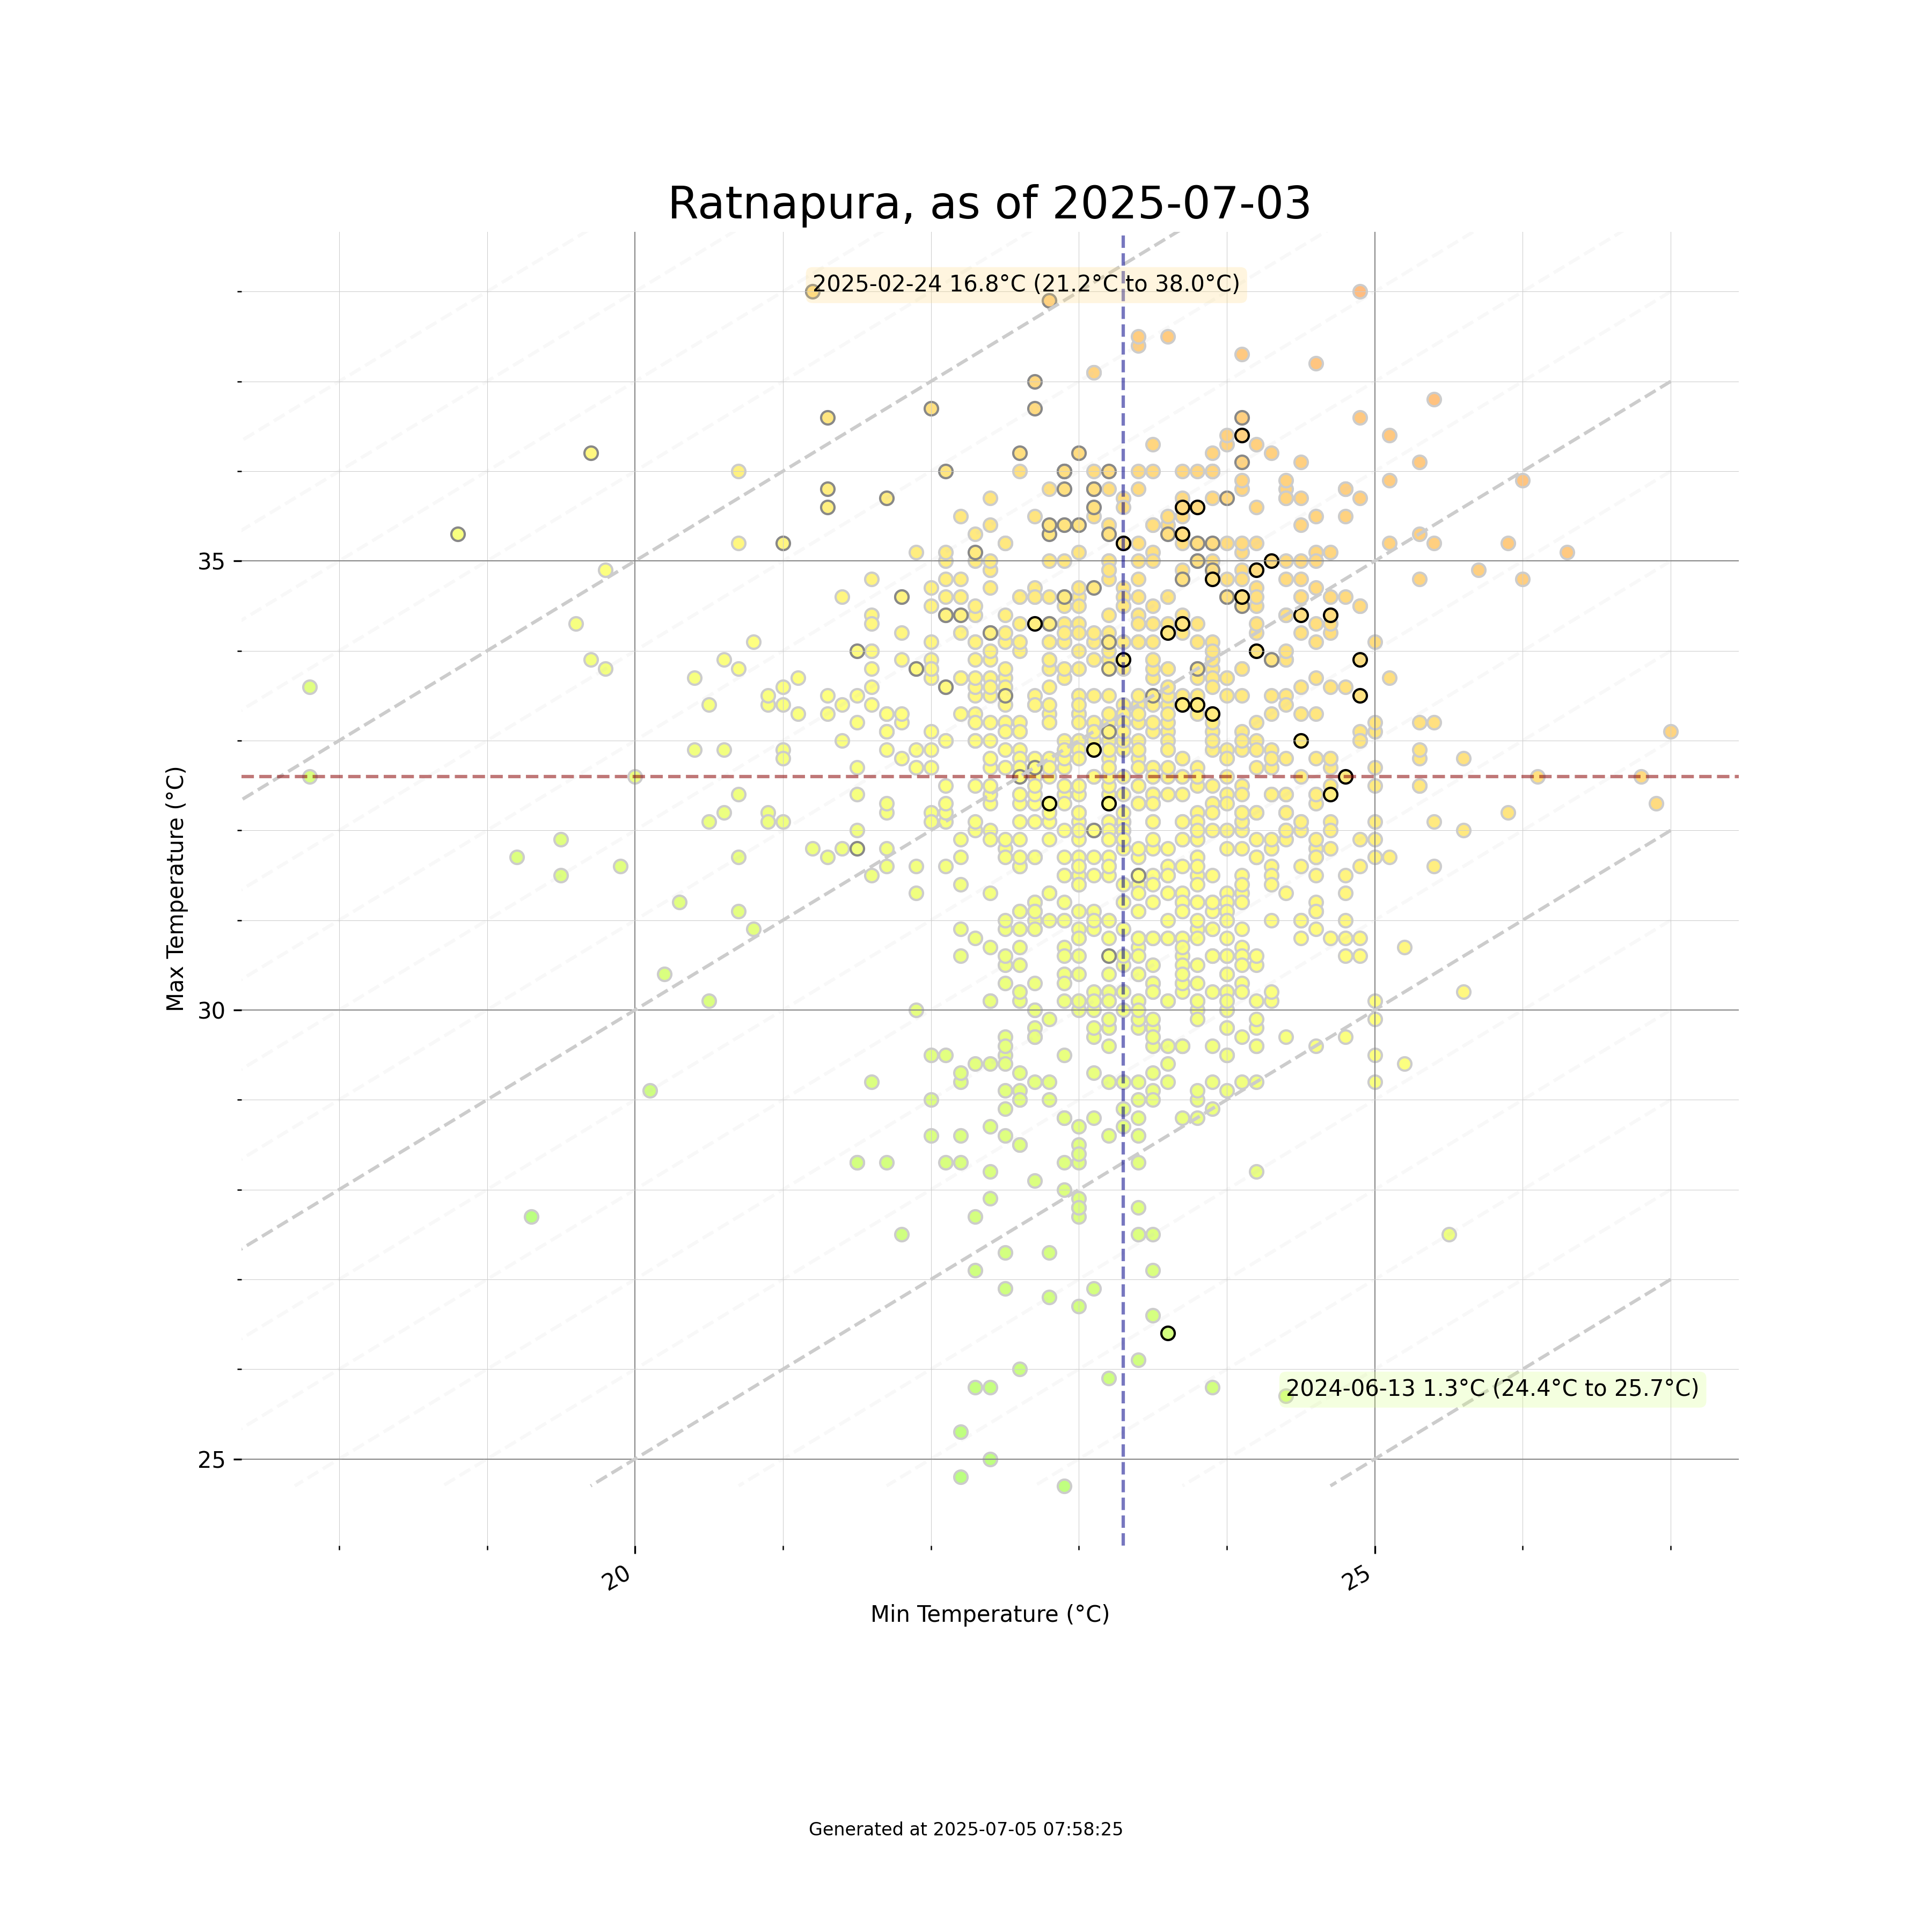 Ratnapura, as of 2025-07-03
2025-02-24 16.8°C (21.2°C to 38.0°C)
Max Temperature (°C)
35
30
25
2024-06-13 1.3°C (24.4°C to 25.7°C)
20
25
Min Temperature (°C)
Generated at 2025-07-05 07:58:25